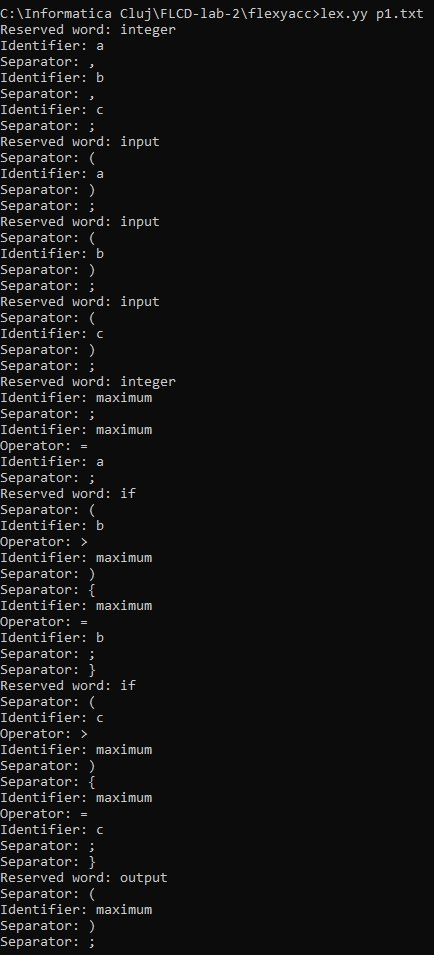 C:\Informatica Cluj\FLCD-lab-2\flexyacc>lex.yy p1.txt
Reserved word: integer
Identifier: a
Separator: ,
Identifier: b
Separator: ,
Identifier: c
Separator: ;
Reserved word: input
Separator: (
Identifier: a
Separator: )
Separator: ;
Reserved word: input
Separator: (
Identifier: b
Separator: )
Separator: ;
Reserved word: input
Separator: (
Identifier: c
Separator: )
Separator: ;
Reserved word: integer
Identifier: maximum
Separator: ;
Identifier: maximum
Operator: =
Identifier: a
Separator: ;
Reserved word: if
Separator: (
Identifier: b
Operator: >
Identifier: maximum
Separator: )
Separator: {
Identifier: maximum
Operator: =
Identifier: b
Separator: ;
Separator: }
Reserved word: if
Separator: (
Identifier: c
Operator: >
Identifier: maximum
Separator: )
Separator: {
Identifier: maximum
Operator: =
Identifier: c
Separator: ;
Separator: }
Reserved word: output
Separator: (
Identifier: maximum
Separator: )
Separator: ;